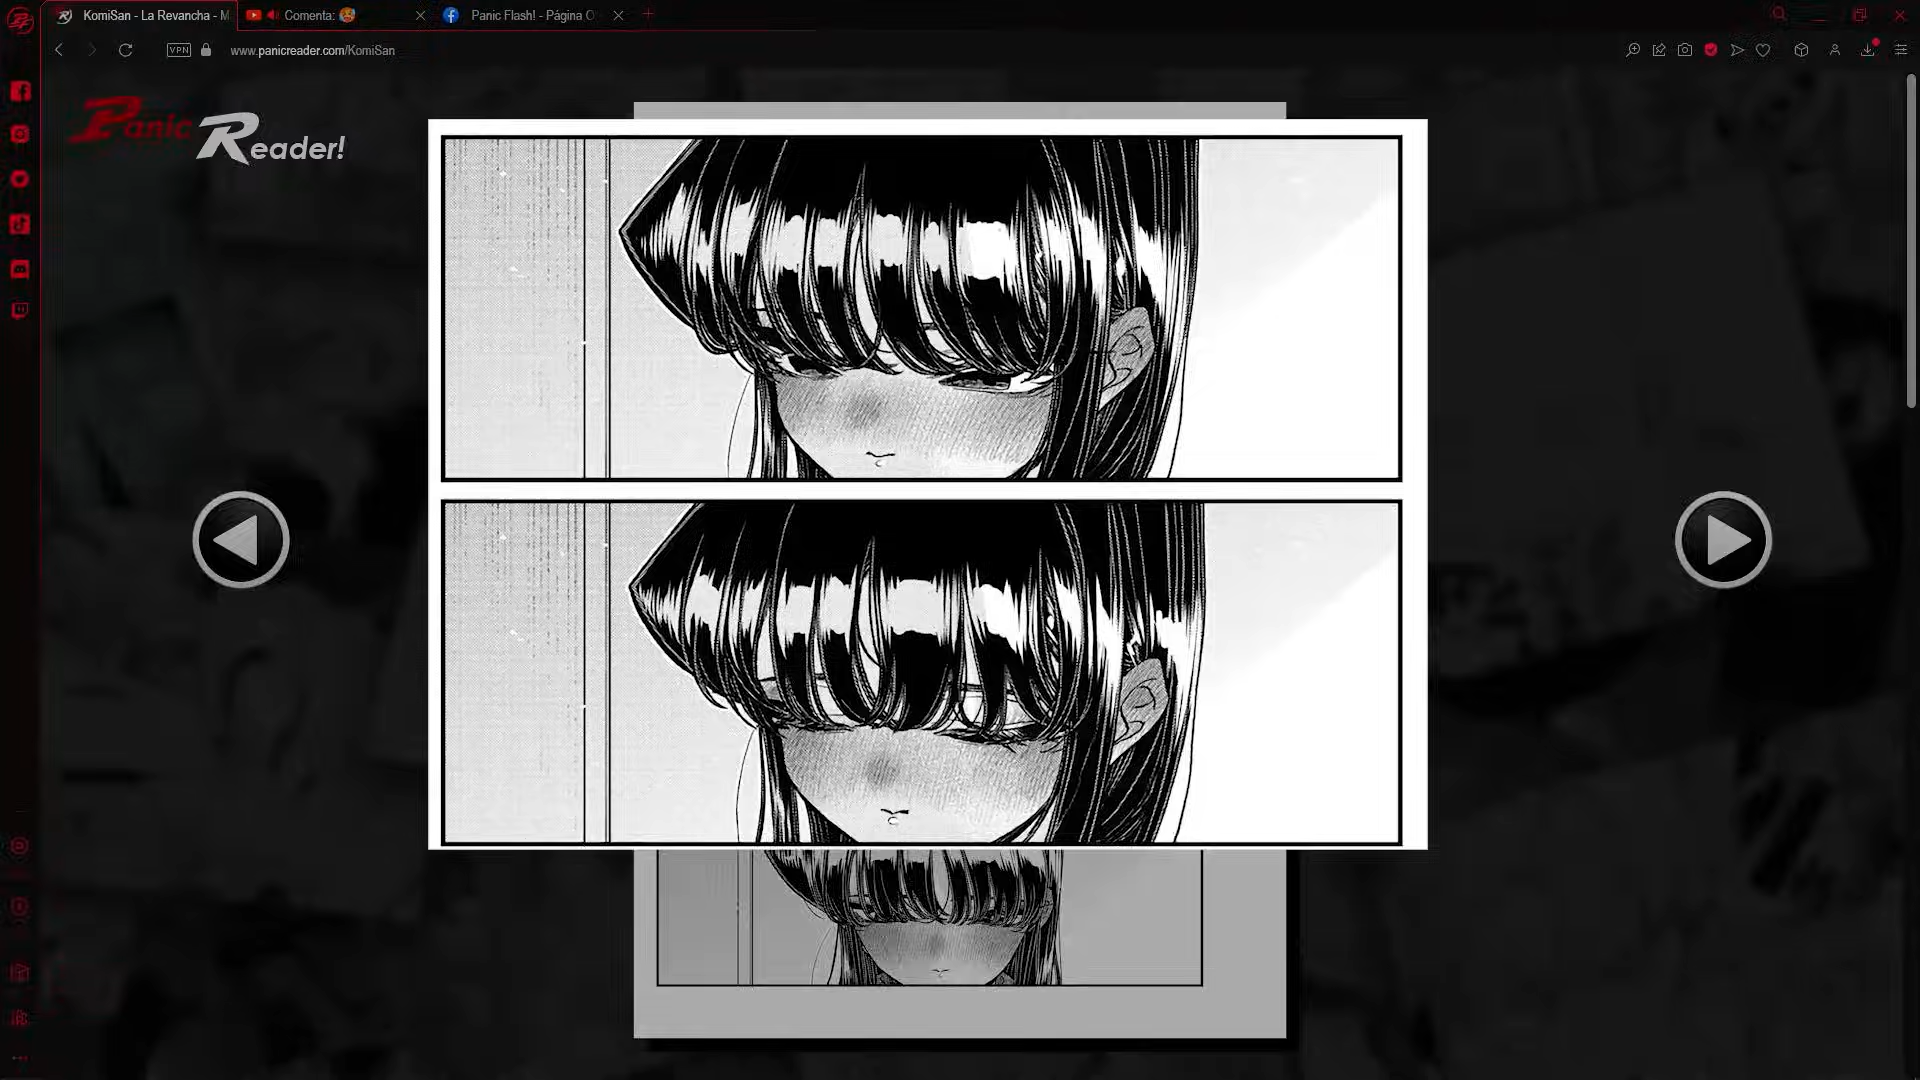 KomiSan - La Revancha - M
Comenta:
Panic Flash! - Página O
VPN
www.panicreader.com/KomiSan
Panic
Reader!